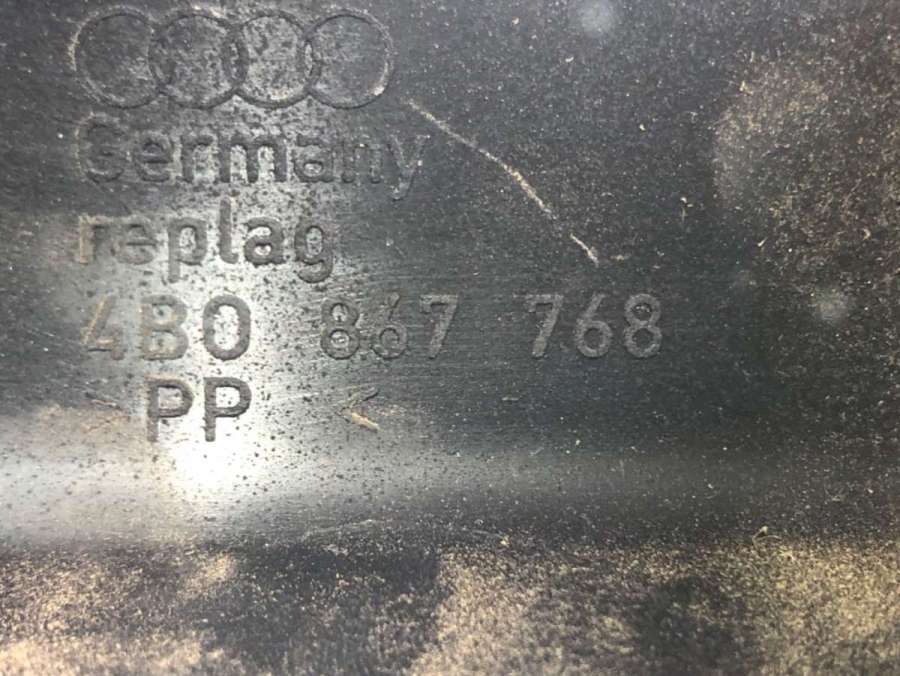 Germany
replag
4B0 867 768
> PP <